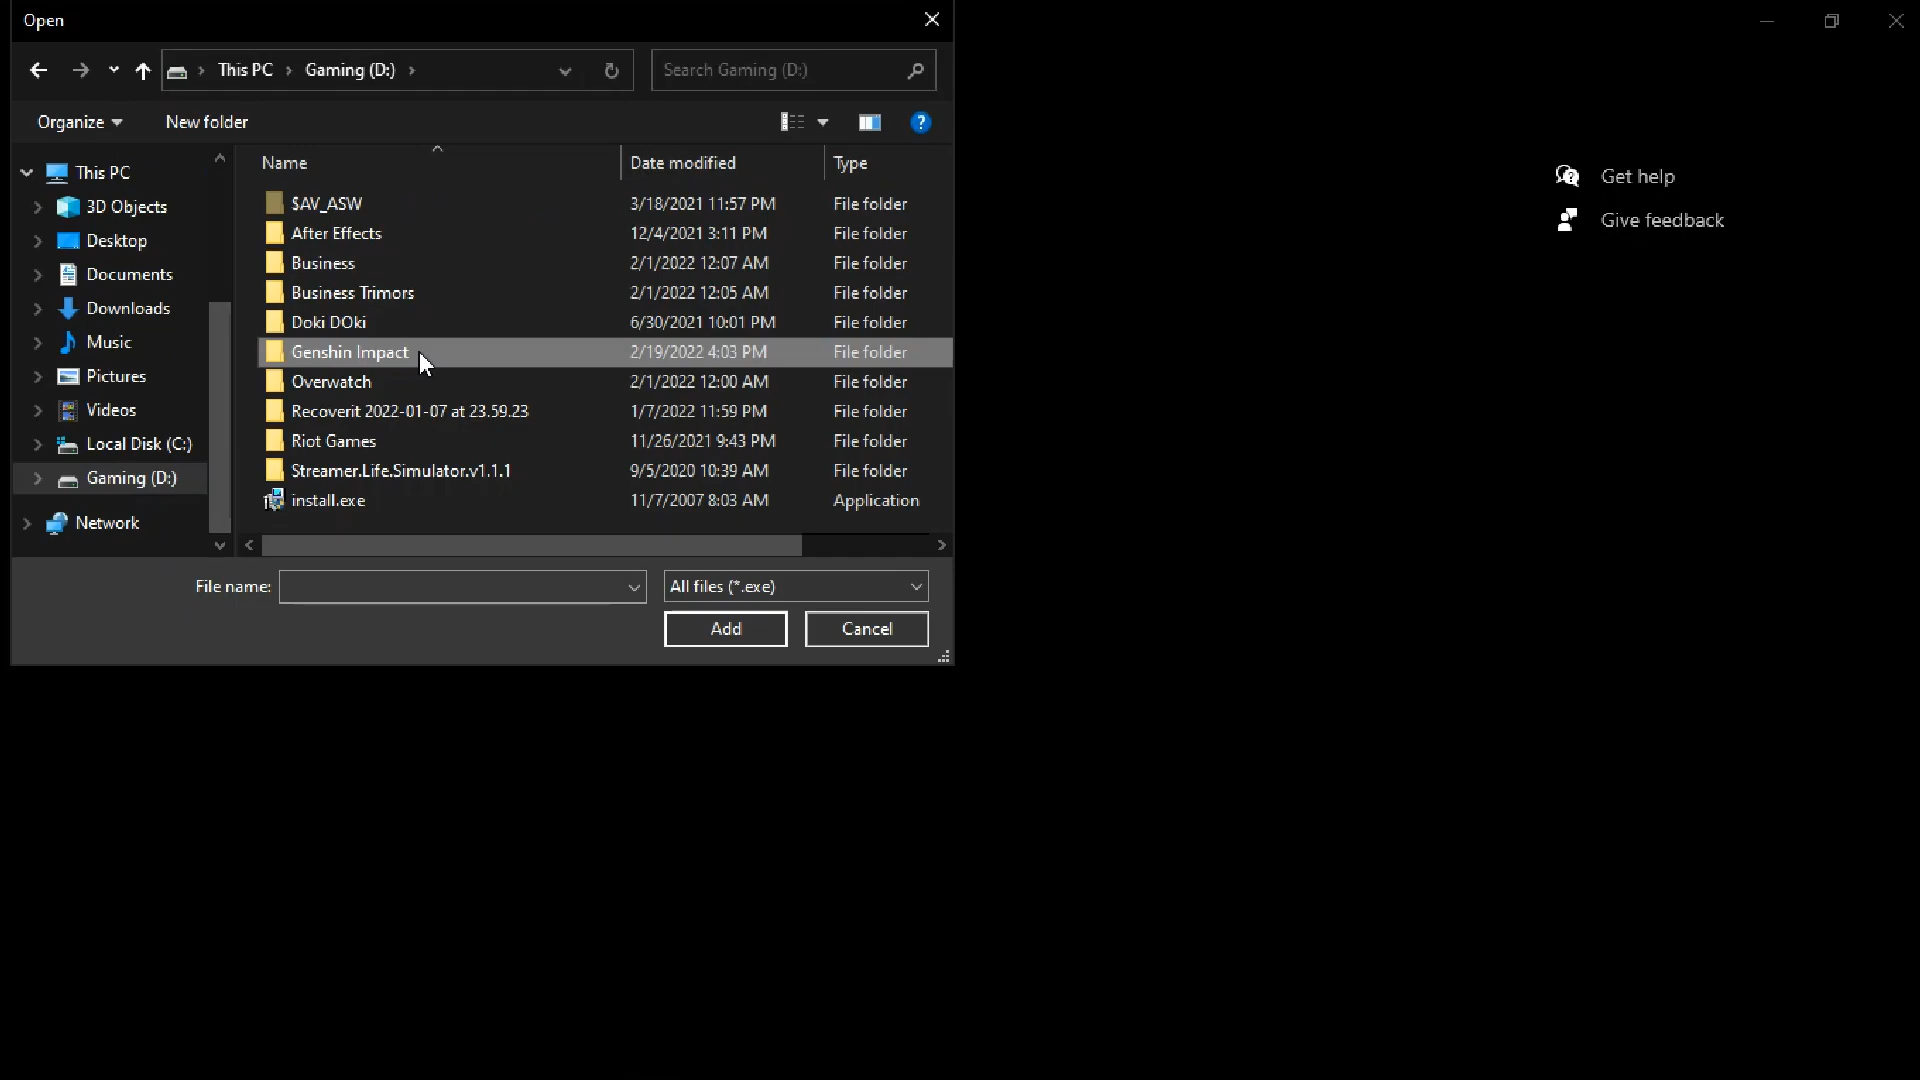 Open
This PC > Gaming (D:) >
Search Gaming (D:)
Organize
New folder
Name
Date modified
Type
This PC
3D Objects
Desktop
Documents
Downloads
Music
Pictures
Videos
Local Disk (C:)
Gaming (D:)
Network
$AV_ASW 3/18/2021 11:57 PM File folder
After Effects 12/4/2021 3:11 PM File folder
Business 2/1/2022 12:07 AM File folder
Business Trimors 2/1/2022 12:05 AM File folder
Doki DOki 6/30/2021 10:01 PM File folder
Genshin Impact 2/19/2022 4:03 PM File folder
Overwatch 2/1/2022 12:00 AM File folder
Recoverit 2022-01-07 at 23.59.23 1/7/2022 11:59 PM File folder
Riot Games 11/26/2021 9:43 PM File folder
Streamer.Life.Simulator.v1.1.1 9/5/2020 10:39 AM File folder
install.exe 11/7/2007 8:03 AM Application
File name:
All files (*.exe)
Add
Cancel
Get help
Give feedback